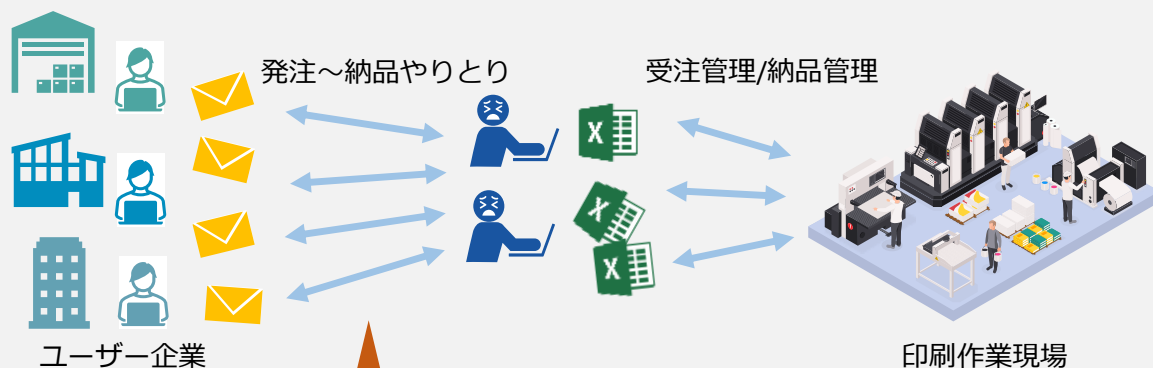 発注～納品やりとり
受注管理/納品管理
X
X
X
ユーザー企業
印刷作業現場